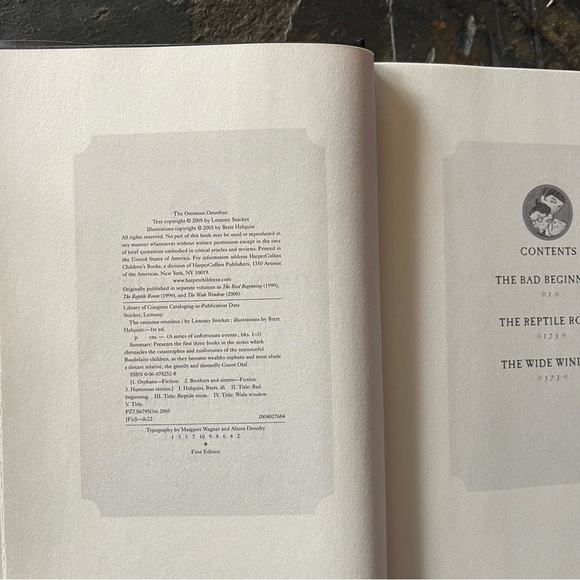 The Ominous Omnibus
Text copyright © 2005 by Lemony Snicket
Illustrations copyright © 2005 by Brett Helquist
All rights reserved. No part of this book may be used or reproduced in
any manner whatsoever without written permission except in the case
of brief quotations embodied in critical articles and reviews. Printed in
the United States of America. For information address HarperCollins
Children's Books, a division of HarperCollins Publishers, 1350 Avenue
of the Americas, New York, NY 10019.
www.harperchildrens.com
Originally published in separate volumes as The Bad Beginning (1999),
The Reptile Room (1999), and The Wide Window (2000)
Library of Congress Cataloging-in-Publication Data
Snicket, Lemony.
The ominous omnibus / by Lemony Snicket ; illustrations by Brett
Helquist.—1st ed.
p. cm. — (A series of unfortunate events ; bks. 1–3)
Summary: Presents the first three books in the series which
chronicles the catastrophes and misfortunes of the resourceful
Baudelaire children, as they become wealthy orphans and must elude
a distant relative, the greedy and dastardly Count Olaf.
ISBN 0-06-078252-8
[1. Orphans—Fiction. 2. Brothers and sisters—Fiction.
3. Humorous stories.] I. Helquist, Brett, ill. II. Title: Bad
beginning. III. Title: Reptile room. IV. Title: Wide window.
V. Title.
PZ7.S6795Om 2005
[Fic]—dc22 2004027684
Typography by Margaret Wagner and Alison Donalty
1 3 5 7 10 9 8 6 4 2
First Edition
CONTENTS
THE BAD BEGINN
1
THE REPTILE RO
173
THE WIDE WIND
373